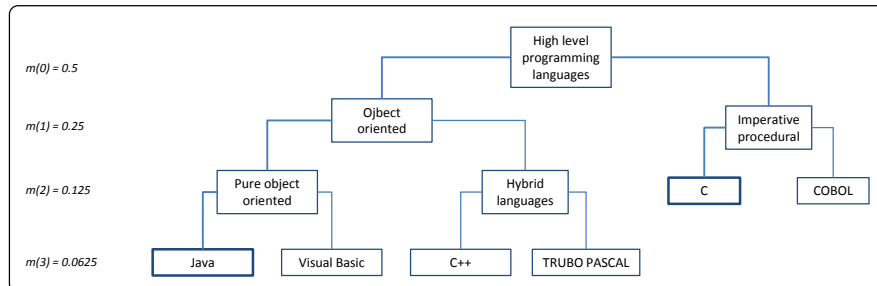 High level
programming
languages
m(0) = 0.5
Ojbect
oriented
Imperative
procedural
m(1) = 0.25
Pure object
oriented
Hybrid
languages
C
COBOL
m(2) = 0.125
Java
Visual Basic
C++
TRUBO PASCAL
m(3) = 0.0625